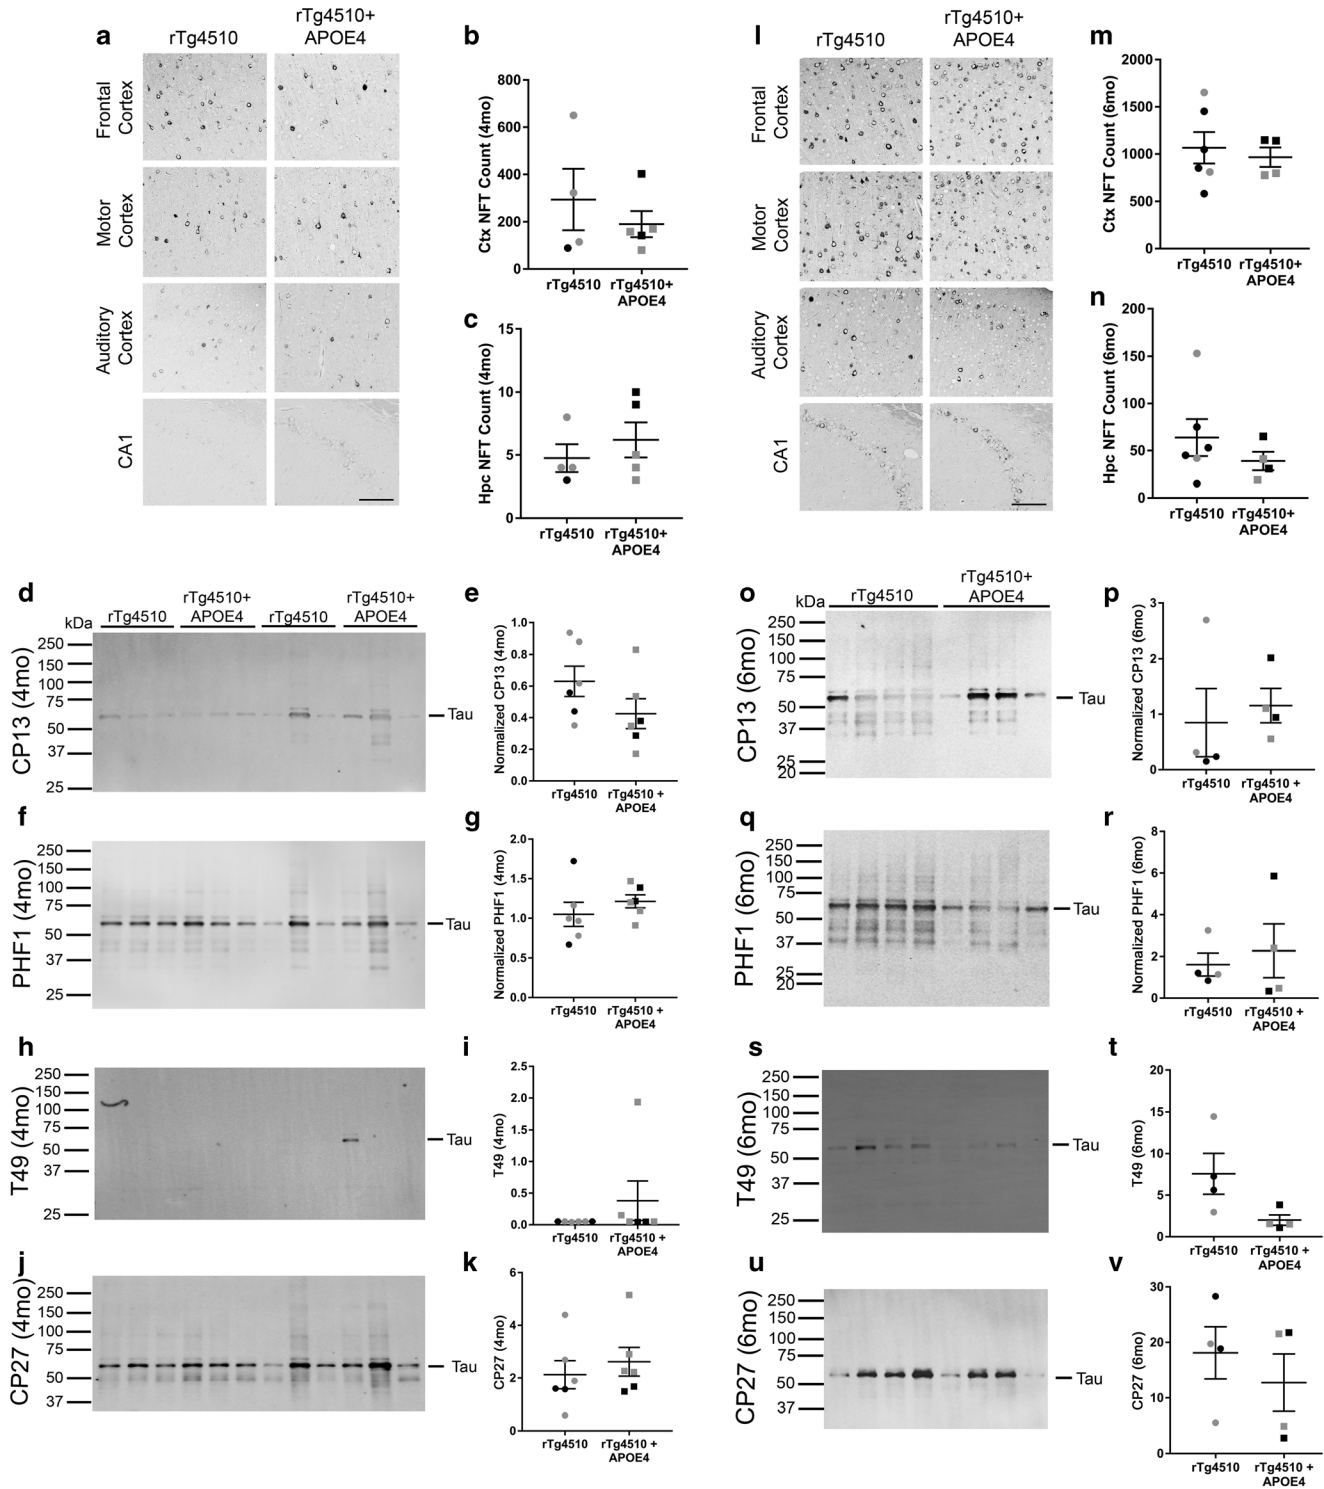 a
rTg4510
rTg4510+
APOE4
Frontal
Cortex
Motor
Cortex
Auditory
Cortex
CA1
b
Ctx NFT Count (4mo)
800
600
400
200
0
rTg4510
rTg4510+
APOE4
c
Hpc NFT Count (4mo)
15
10
5
0
rTg4510
rTg4510+
APOE4
l
rTg4510
rTg4510+
APOE4
Frontal
Cortex
Motor
Cortex
Auditory
Cortex
CA1
m
Ctx NFT Count (6mo)
2000
1500
1000
500
0
rTg4510
rTg4510+
APOE4
n
Hpc NFT Count (6mo)
200
150
100
50
0
rTg4510
rTg4510+
APOE4
d
kDa
rTg4510
rTg4510+
APOE4
rTg4510
rTg4510+
APOE4
CP13 (4mo)
250
150
100
75
50
37
25
Tau
e
Normalized CP13 (4mo)
1.0
0.8
0.6
0.4
0.2
0.0
rTg4510
rTg4510 +
APOE4
f
PHF1 (4mo)
250
150
100
75
50
37
25
Tau
g
Normalized PHF1 (4mo)
2.0
1.5
1.0
0.5
0.0
rTg4510
rTg4510 +
APOE4
h
T49 (4mo)
250
150
100
75
50
37
25
Tau
i
T49 (4mo)
2.5
2.0
1.5
1.0
0.5
0.0
rTg4510
rTg4510 +
APOE4
j
CP27 (4mo)
250
150
100
75
50
37
Tau
k
CP27 (4mo)
6
4
2
0
rTg4510
rTg4510 +
APOE4
o
kDa
rTg4510
rTg4510+
APOE4
CP13 (6mo)
250
150
100
75
50
37
25
20
Tau
p
Normalized CP13 (6mo)
3
2
1
0
rTg4510
rTg4510 +
APOE4
q
PHF1 (6mo)
250
150
100
75
50
37
25
20
Tau
r
Normalized PHF1 (6mo)
8
6
4
2
0
rTg4510
rTg4510 +
APOE4
s
T49 (6mo)
250
150
100
75
50
37
25
Tau
t
T49 (6mo)
20
15
10
5
0
rTg4510
rTg4510 +
APOE4
u
CP27 (6mo)
250
150
100
75
50
37
Tau
v
CP27 (6mo)
30
20
10
0
rTg4510
rTg4510 +
APOE4